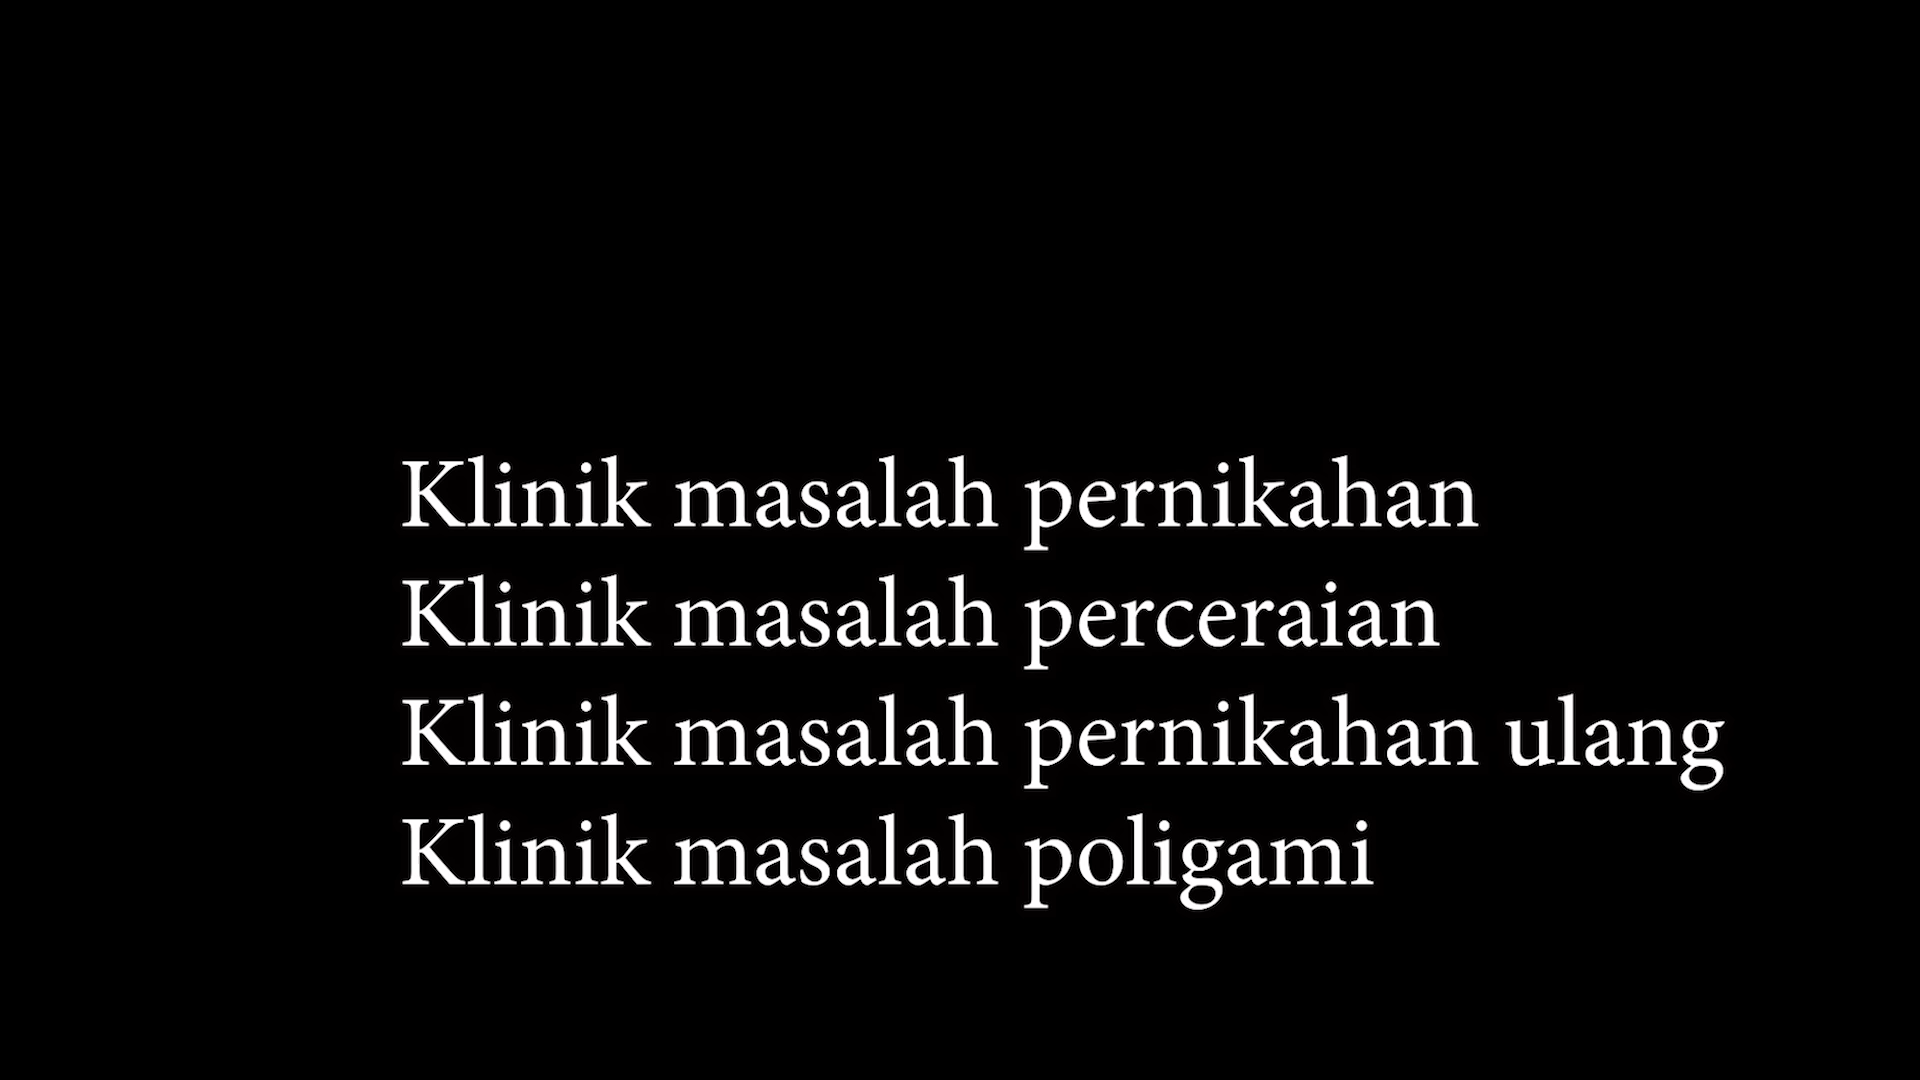 Klinik masalah pernikahan
Klinik masalah perceraian
Klinik masalah pernikahan ulang
Klinik masalah poligami